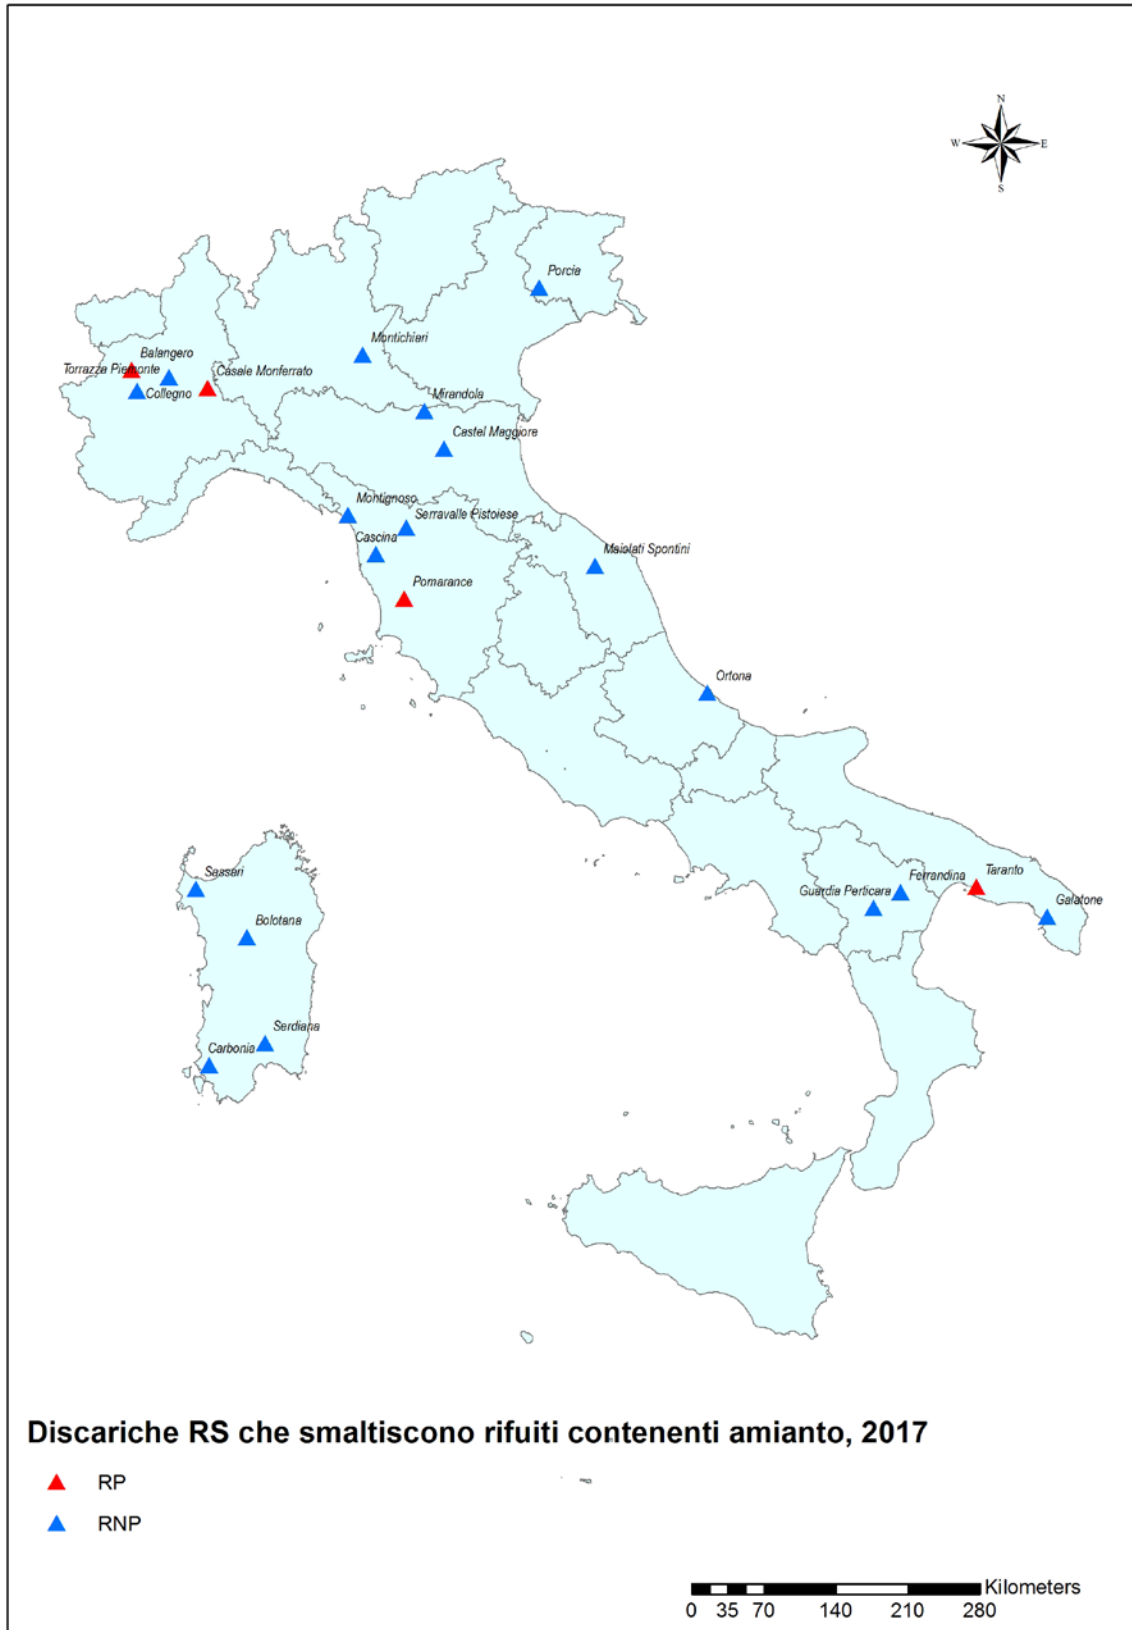 N
W E
S
Porcia
Montichieri
Balangero
Torrazza Piemonte
Casale Monferrato
Collegno
Mirandola
Castel Maggiore
Montignoso
Serravalle Pistoiese
Cascina
Maiolati Spontini
Pomarance
Ortona
Sassari
Ferrandina
Taranto
Guardia Perticara
Galatone
Bolotana
Serdiana
Carbonia
Discariche RS che smaltiscono rifiuti contenenti amianto, 2017
RP
RNP
Kilometers
0 35 70 140 210 280